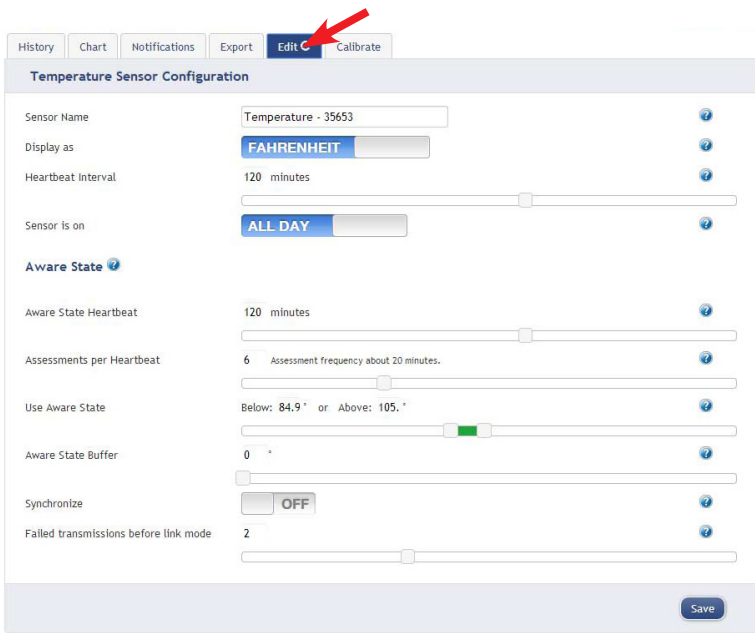 History Chart Notifications Export Edit Calibrate
Temperature Sensor Configuration
Sensor Name Temperature - 35653 ?
Display as FAHRENHEIT ?
Heartbeat Interval 120 minutes ?
Sensor is on ALL DAY ?
Aware State ?
Aware State Heartbeat 120 minutes ?
Assessments per Heartbeat 6 Assessment frequency about 20 minutes. ?
Use Aware State Below: 84.9 ° or Above: 105. ° ?
Aware State Buffer 0 ° ?
Synchronize OFF ?
Failed transmissions before link mode 2 ?
Save